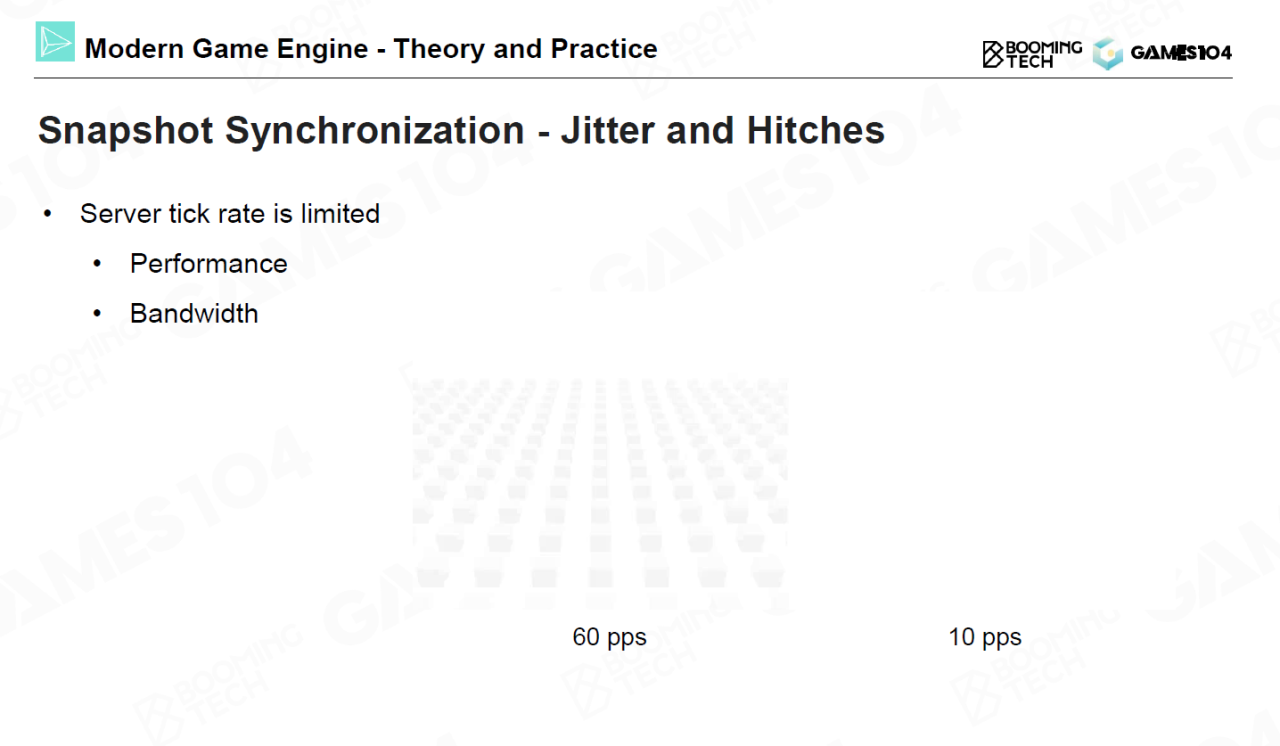 Modern Game Engine - Theory and Practice
BOOMING
TECH
GAMES104
Snapshot Synchronization - Jitter and Hitches
• Server tick rate is limited
• Performance
• Bandwidth
60 pps
10 pps